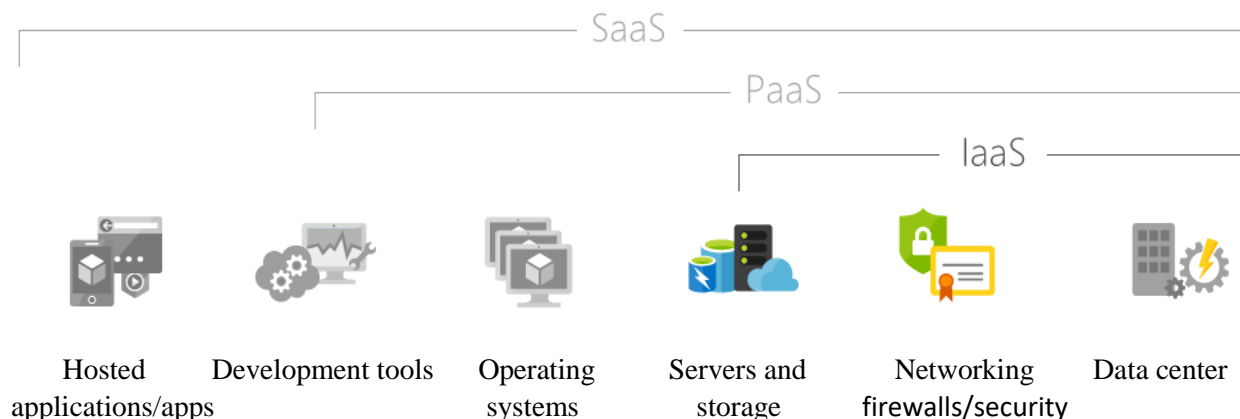 SaaS
PaaS
IaaS
Hosted applications/apps
Development tools
Operating systems
Servers and storage
Networking firewalls/security
Data center